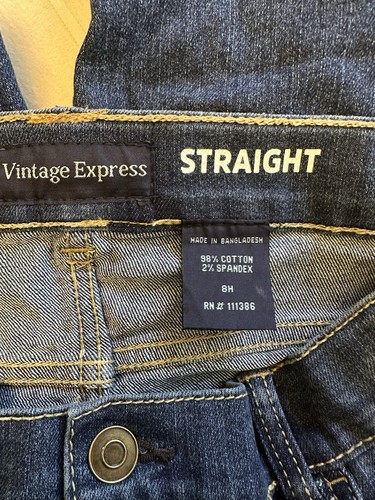 Vintage Express
STRAIGHT
MADE IN BANGLADESH
98% COTTON
2% SPANDEX
8H
RN # 111386